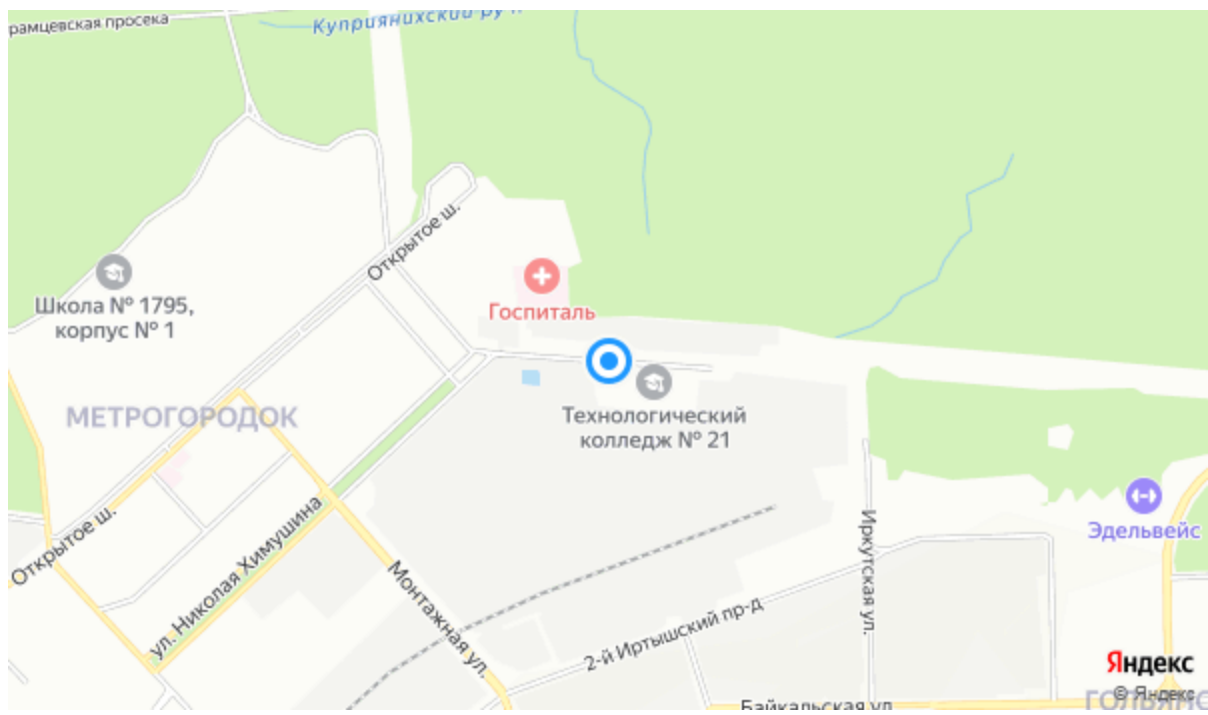 рамцевская просека
Куприянихский ру
Открытое ш.
Школа № 1795,
корпус № 1
Госпиталь
МЕТРОГОРОДОК
Технологический
колледж № 21
Эдельвейс
Открытое ш.
ул. Николая Химушина
Монтажная ул.
Иркутская ул.
2-й Иртышский пр-д
Яндекс
© Яндекс
Байкальская ул
ГОЛЬЯНО